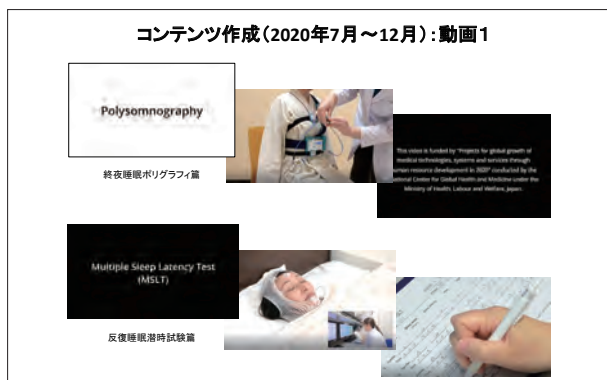 コンテンツ作成（2020年7月～12月）：動画1
Polysomnography
終夜睡眠ポリグラフィ篇
This video is funded by "Projects for global growth of
medical technologies, systems and services through
human resource development in 2020" conducted by the
National Center for Global Health and Medicine under the
Ministry of Health, Labour and Welfare, Japan.
Multiple Sleep Latency Test
(MSLT)
反復睡眠潜時試験篇